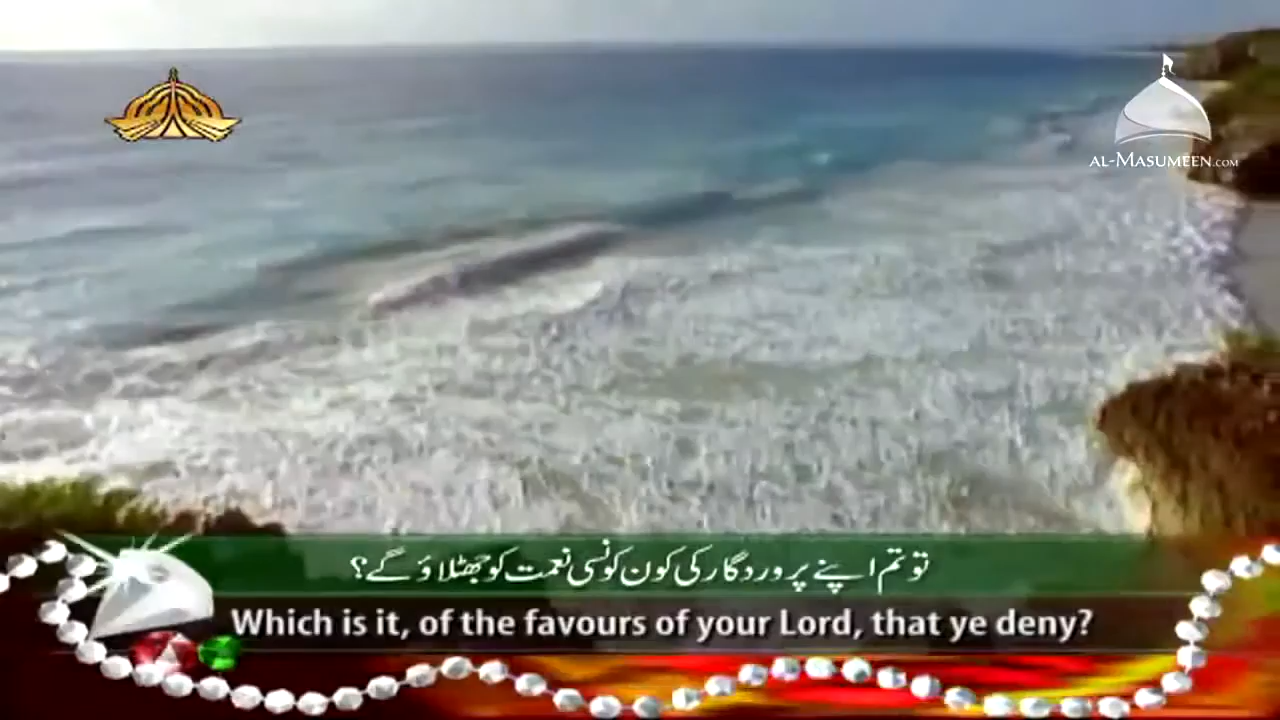 AL-MASUMEEN.COM
تو تم اپنے پروردگار کی کون کونسی نعمت کو جھٹلاؤ گے؟
Which is it, of the favours of your Lord, that ye deny?